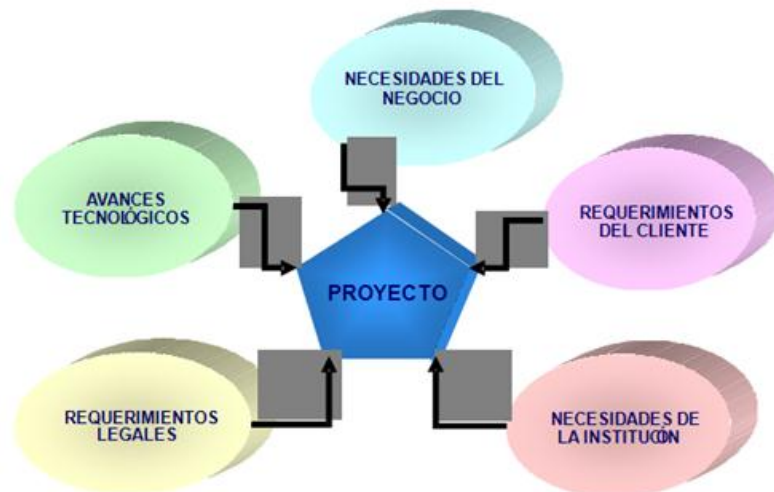 NECESIDADES DEL
NEGOCIO
AVANCES
TECNOLÓGICOS
REQUERIMIENTOS
DEL CLIENTE
PROYECTO
REQUERIMIENTOS
LEGALES
NECESIDADES DE
LA INSTITUCIÓN